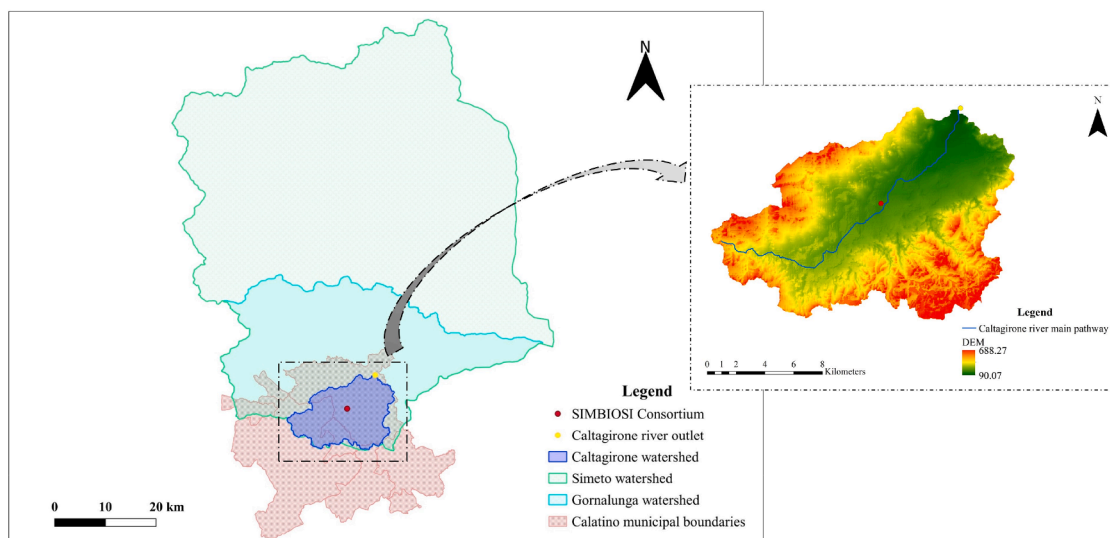 N
Legend
SIMBIOSI Consortium
Caltagirone river outlet
Caltagirone watershed
Simeto watershed
Gornalunga watershed
Calatino municipal boundaries
0 10 20 km
N
Legend
Caltagirone river main pathway
DEM
688.27
90.07
0 1 2 4 6 8
Kilometers